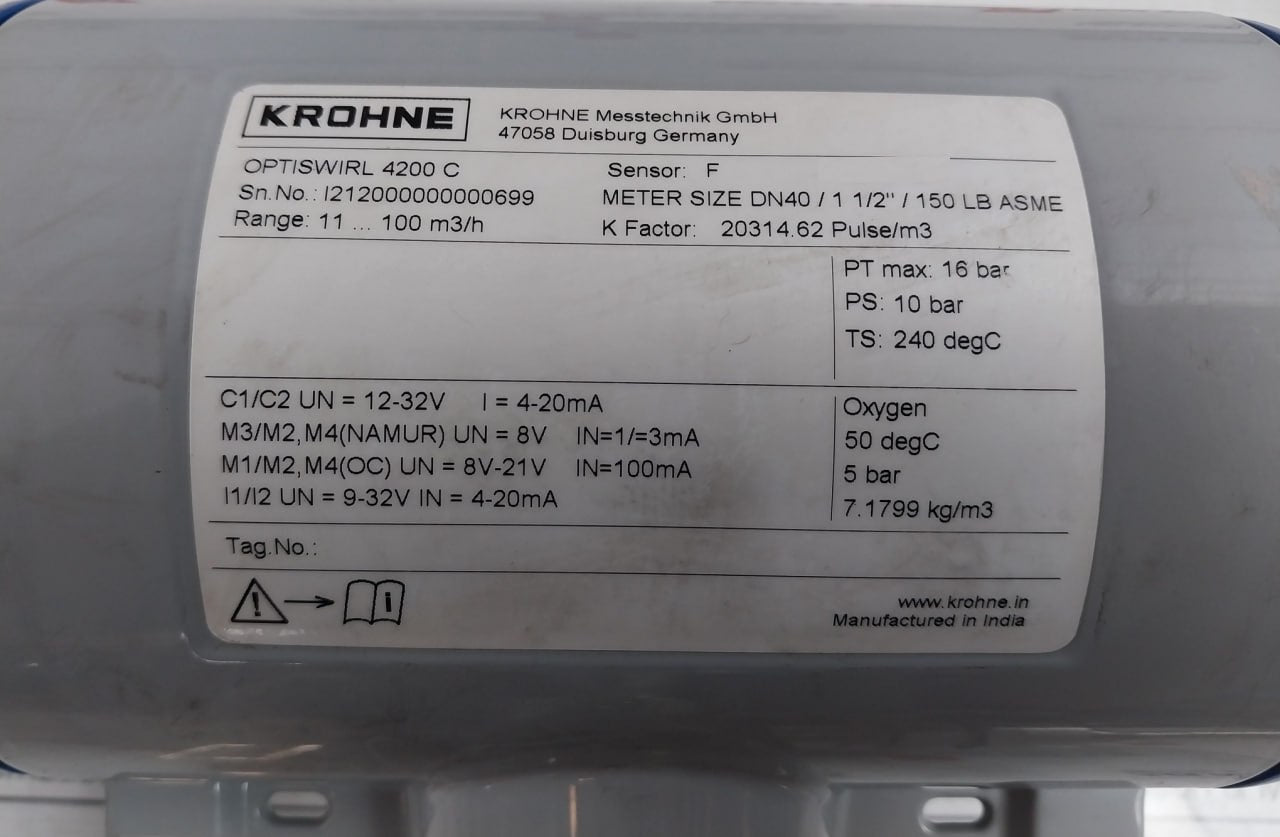 KROHNE
KROHNE Messtechnik GmbH
47058 Duisburg Germany
OPTISWIRL 4200 C
Sensor: F
Sn.No.: I212000000000699
METER SIZE DN40 / 1 1/2" / 150 LB ASME
Range: 11 ... 100 m3/h
K Factor: 20314.62 Pulse/m3
PT max: 16 bar
PS: 10 bar
TS: 240 degC
C1/C2 UN = 12-32V I = 4-20mA
M3/M2,M4(NAMUR) UN = 8V IN=1/=3mA
M1/M2,M4(OC) UN = 8V-21V IN=100mA
I1/I2 UN = 9-32V IN = 4-20mA
Oxygen
50 degC
5 bar
7.1799 kg/m3
Tag.No.:
www.krohne.in
Manufactured in India